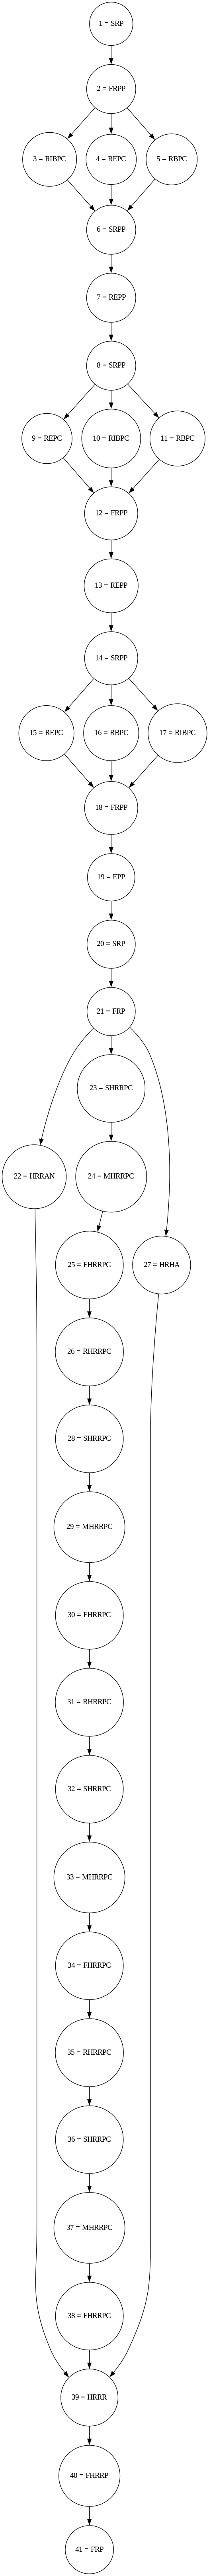 1 = SRP
2 = FRPP
3 = RIBPC
4 = REPC
5 = RBPC
6 = SRPP
7 = REPP
8 = SRPP
9 = REPC
10 = RIBPC
11 = RBPC
12 = FRPP
13 = REPP
14 = SRPP
15 = REPC
16 = RBPC
17 = RIBPC
18 = FRPP
19 = EPP
20 = SRP
21 = FRP
23 = SHRRPC
22 = HRRAN
24 = MHRRPC
25 = FHRRPC
27 = HRHA
26 = RHRRPC
28 = SHRRPC
29 = MHRRPC
30 = FHRRPC
31 = RHRRPC
32 = SHRRPC
33 = MHRRPC
34 = FHRRPC
35 = RHRRPC
36 = SHRRPC
37 = MHRRPC
38 = FHRRPC
39 = HRRR
40 = FHRRP
41 = FRP